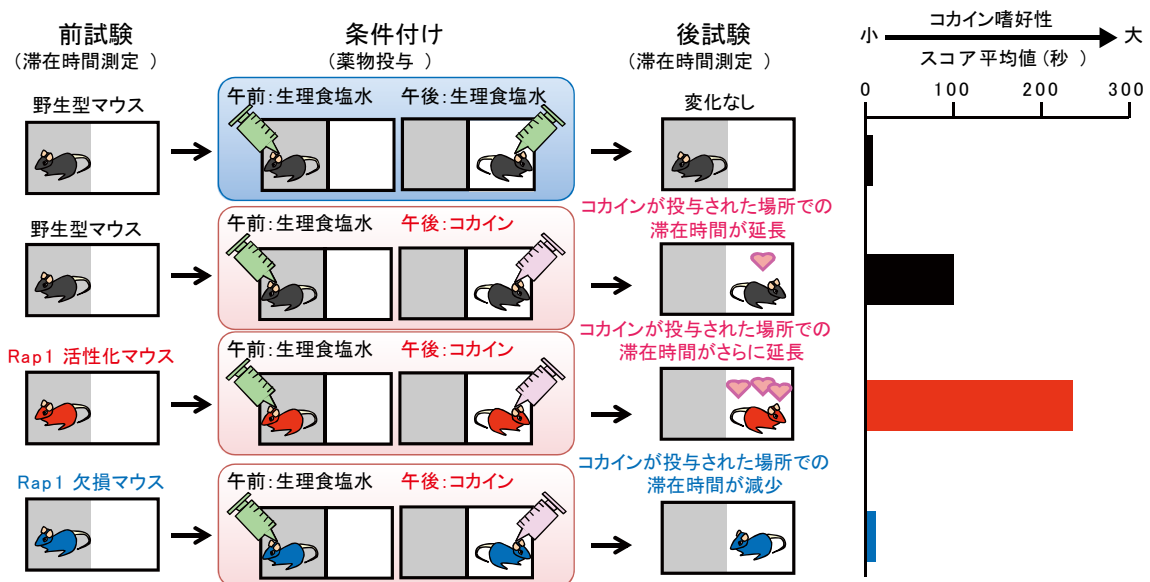 前試験
(滞在時間測定 )
条件付け
(薬物投与 )
後試験
(滞在時間測定 )
コカイン嗜好性
小
大
スコア平均値(秒 )
0 100 200 300
野生型マウス
午前:生理食塩水
午後:生理食塩水
変化なし
野生型マウス
午前:生理食塩水
午後:コカイン
コカインが投与された場所での
滞在時間が延長
Rap1 活性化マウス
午前:生理食塩水
午後:コカイン
コカインが投与された場所での
滞在時間がさらに延長
Rap1 欠損マウス
午前:生理食塩水
午後:コカイン
コカインが投与された場所での
滞在時間が減少